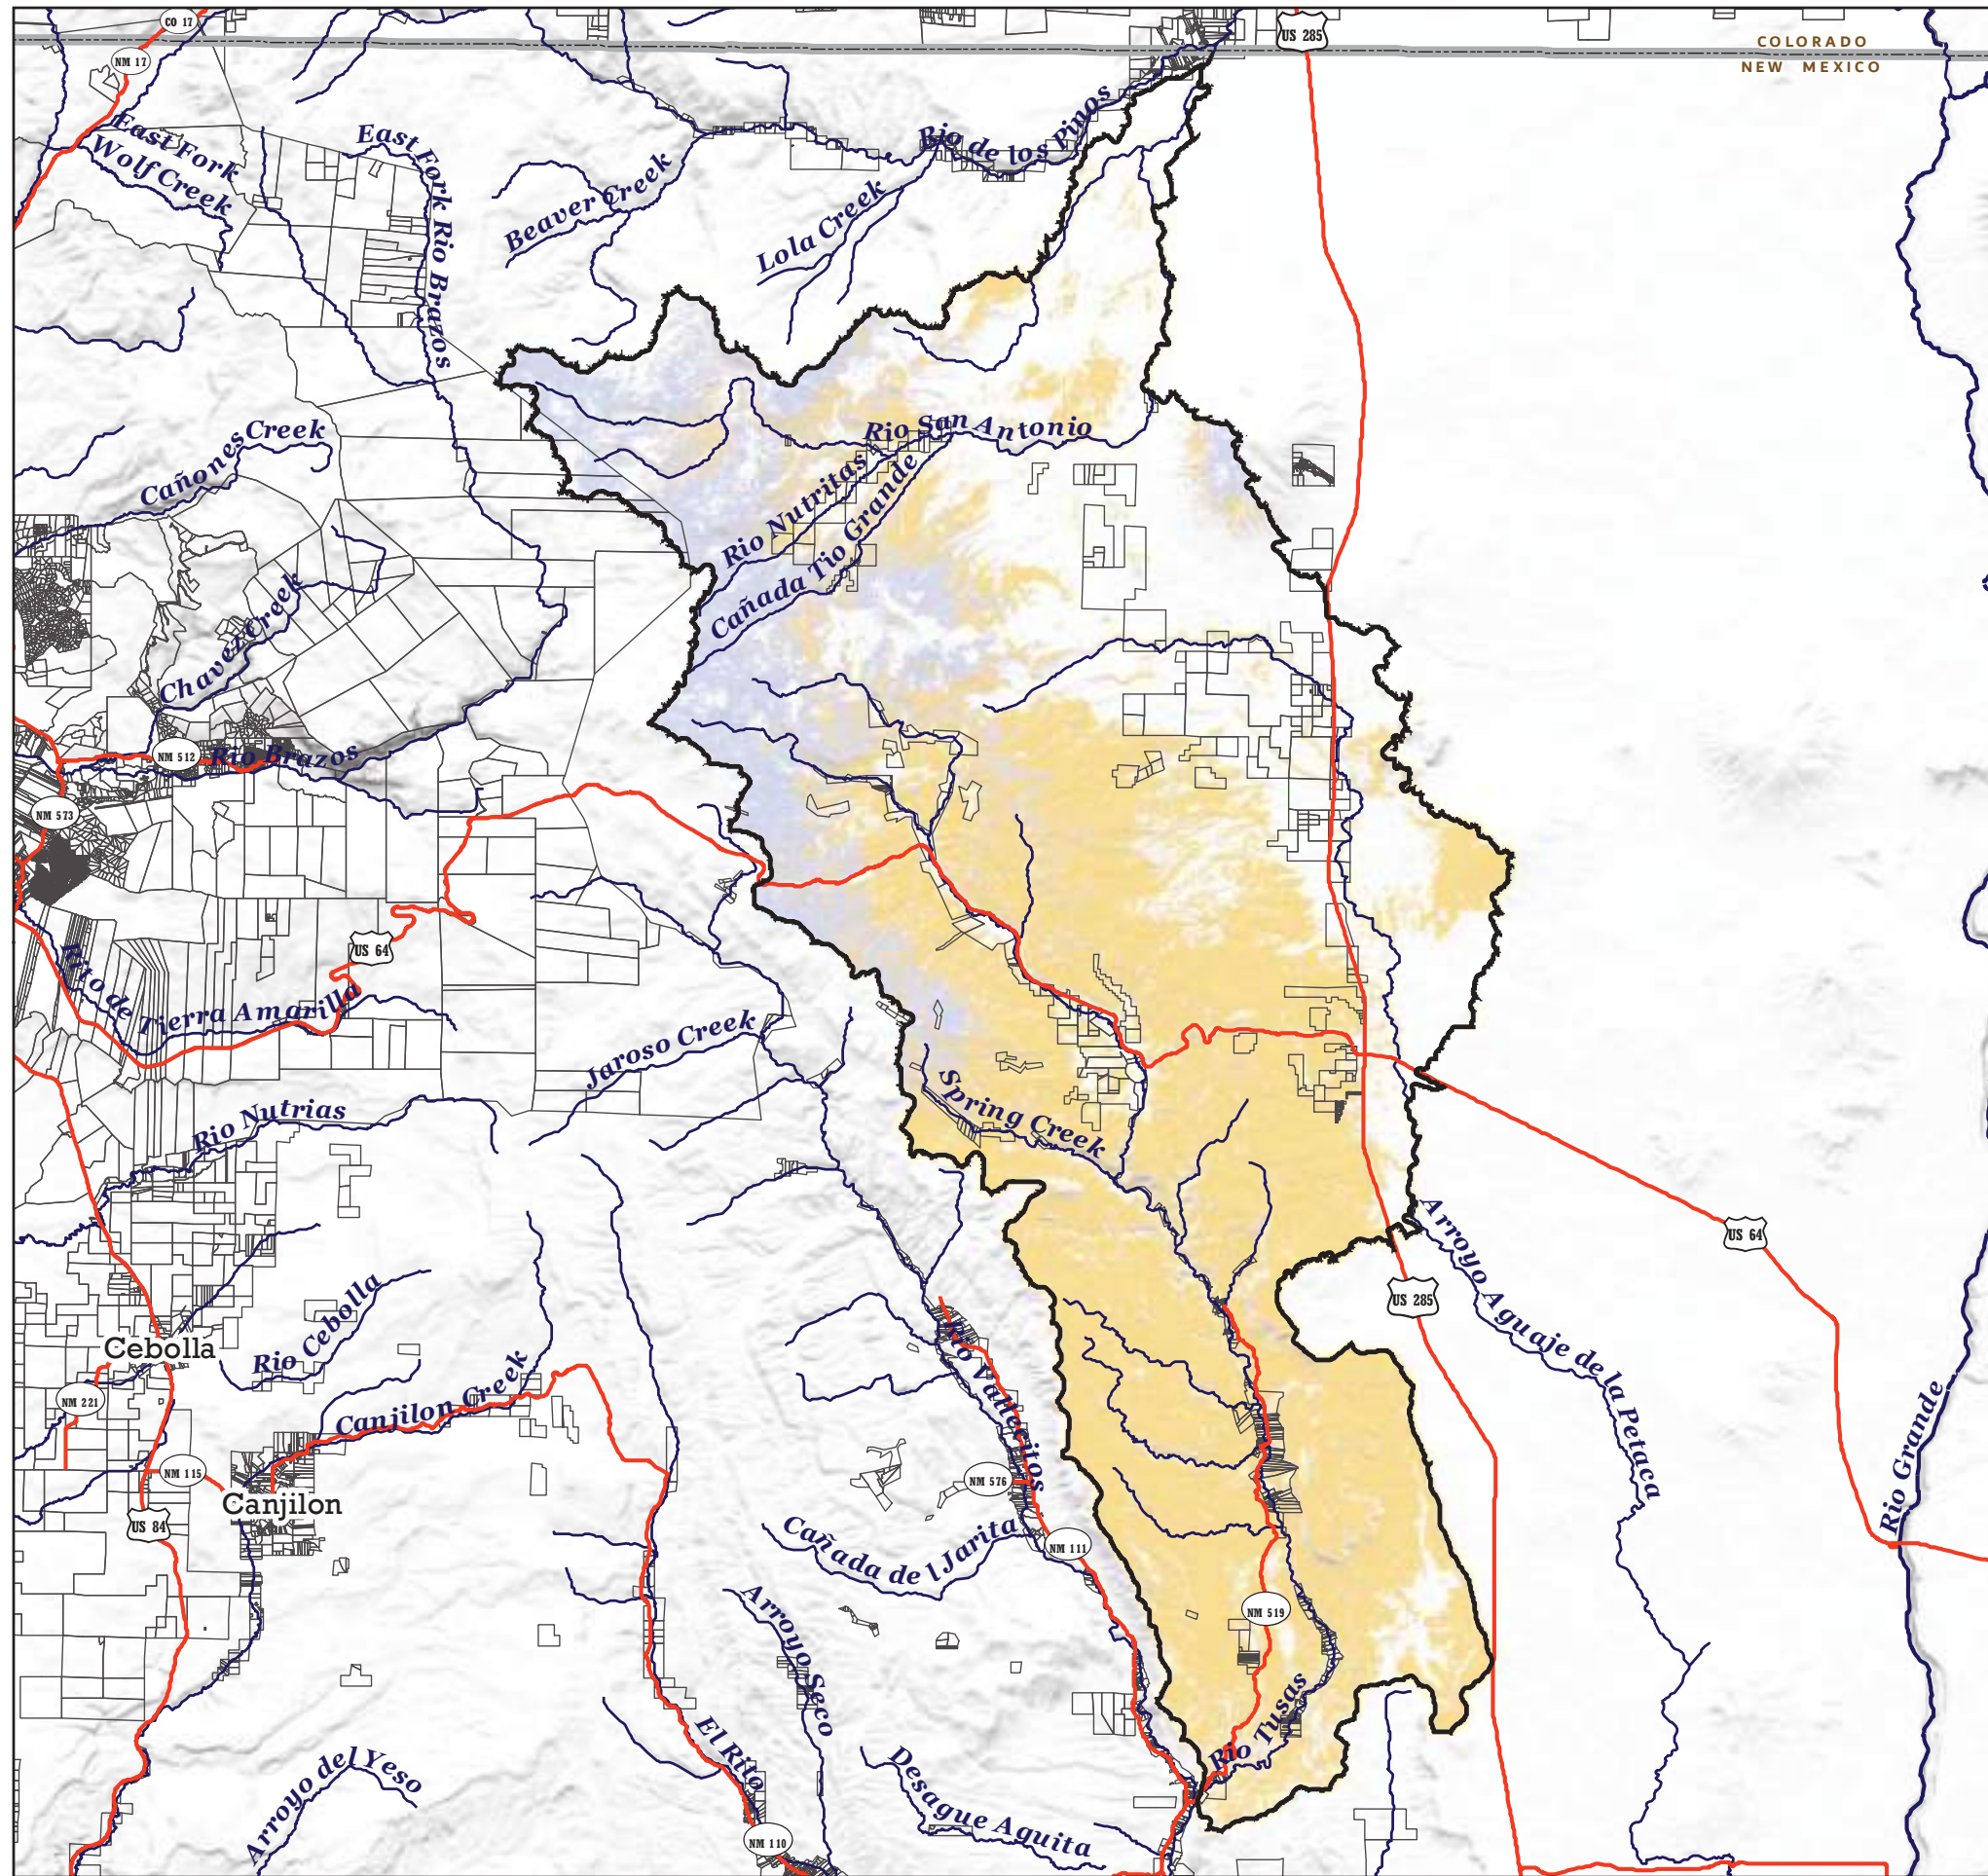 CO 17
US 285
COLORADO
NEW MEXICO
NM 17
East Fork
Wolf Creek
East Fork Rio Brazos
Rio de los Pinos
Beaver Creek
Lola Creek
Cañones Creek
Rio San Antonio
Rio Nutritas
Cañada Tio Grande
Chavez Creek
NM 512
Rio Brazos
NM 573
US 64
Rito de Tierra Amarilla
Jaroso Creek
Rio Nutrias
Spring Creek
US 64
Arroyo Aguaje de la Petaca
US 285
Rio Cebolla
Cebolla
Rio Vallecitos
NM 221
Canjilon Creek
Rio Grande
NM 115
NM 576
Canjilon
US 84
Cañada de l Jarita
NM 111
Arroyo Seco
NM 519
Rio Tusas
El Rito
Arroyo del Yeso
Desague Aquita
NM 110